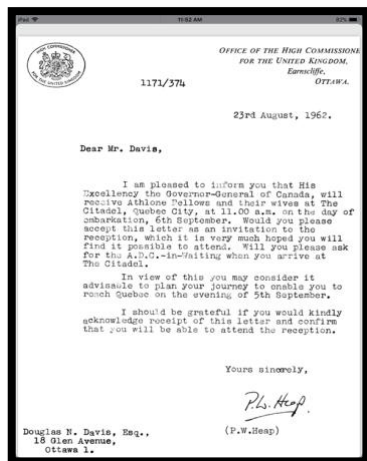 iPad
11:52 AM
82%
HIGH COMMISSIONER
OFFICE OF THE HIGH COMMISSIONE
FOR THE UNITED KINGDOM,
Earnscliffe,
OTTAWA.
1171/374
23rd August, 1962.
Dear Mr. Davis,
I am pleased to inform you that His
Excellency the Governor-General of Canada, will
receive Athlone Fellows and their wives at The
Citadel, Quebec City, at 11.00 a.m. on the day of
embarkation, 6th September. Would you please
accept this letter as an invitation to the
reception, which it is very much hoped you will
find it possible to attend. Will you please ask
for the A.D.C.-in-Waiting when you arrive at
The Citadel.
In view of this you may consider it
advisable to plan your journey to enable you to
reach Quebec on the evening of 5th September.
I should be grateful if you would kindly
acknowledge receipt of this letter and confirm
that you will be able to attend the reception.
Yours sincerely,
P.W. Heap.
(P.W.Heap)
Douglas N. Davis, Esq.,
18 Glen Avenue,
Ottawa 1.